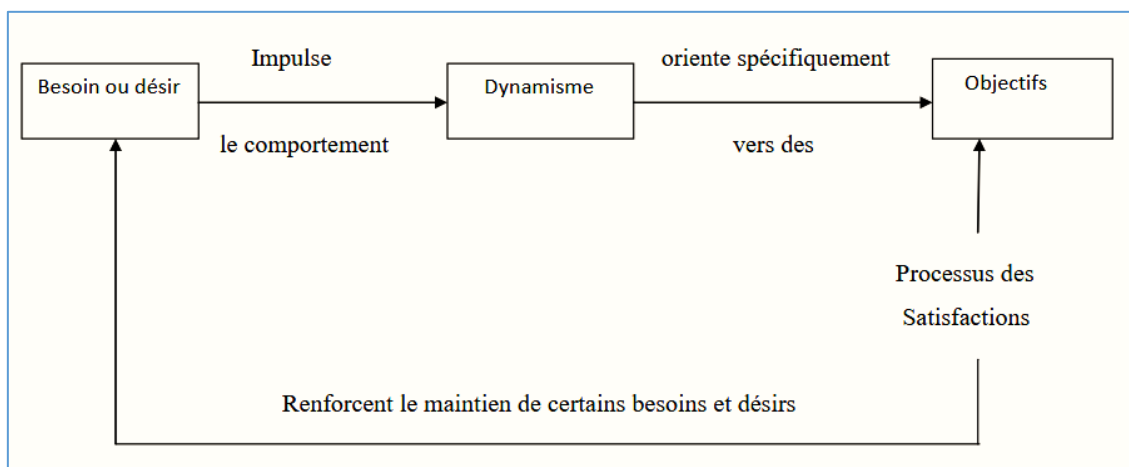 Impulse
oriente spécifiquement
Besoin ou désir
Dynamisme
Objectifs
le comportement
vers des
Processus des
Satisfactions
Renforcent le maintien de certains besoins et désirs